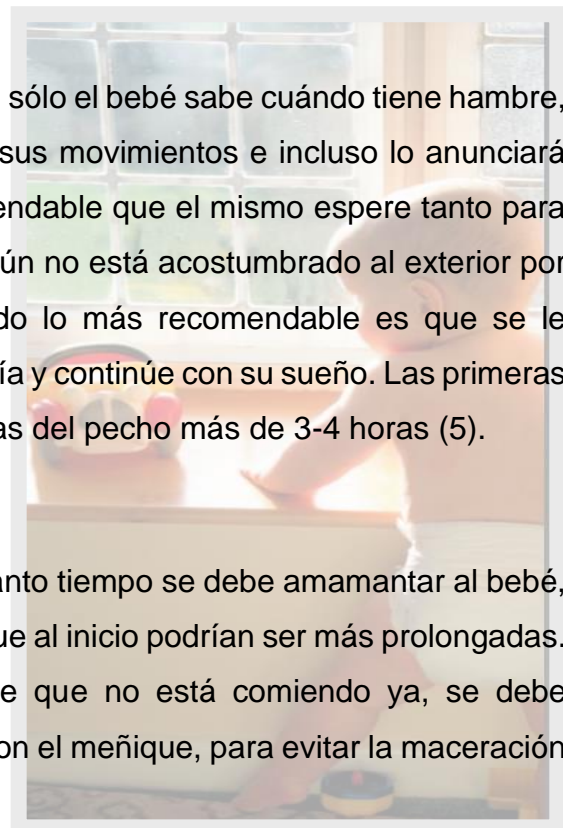 sólo el bebé sabe cuándo tiene hambre,
sus movimientos e incluso lo anunciará
endable que el mismo espere tanto para
ún no está acostumbrado al exterior por
do lo más recomendable es que se le
ía y continúe con su sueño. Las primeras
as del pecho más de 3-4 horas (5).
anto tiempo se debe amamantar al bebé,
ue al inicio podrían ser más prolongadas.
e que no está comiendo ya, se debe
on el meñique, para evitar la maceración